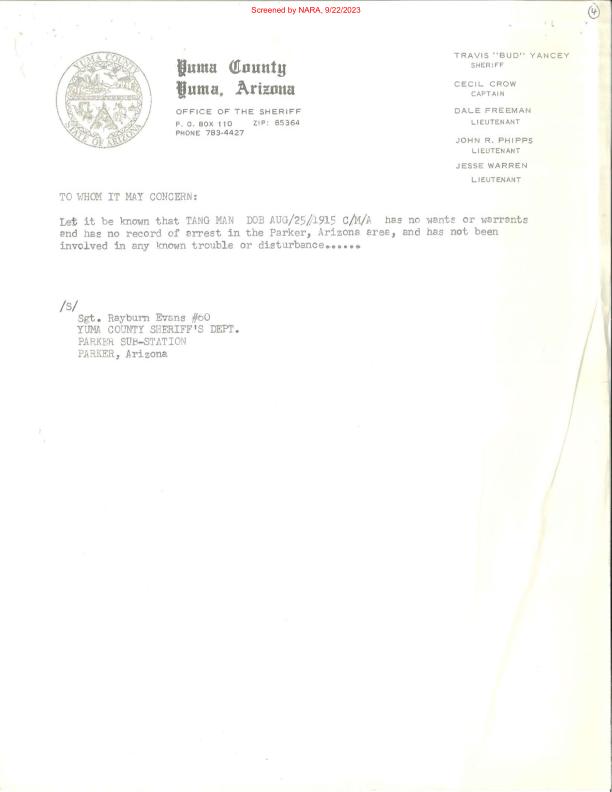 Screened by NARA, 9/22/2023
4
YUMA COUNTY
STATE OF ARIZONA
Yuma County
Yuma, Arizona
OFFICE OF THE SHERIFF
P. O. BOX 110 ZIP: 85364
PHONE 783-4427
TRAVIS "BUD" YANCEY
SHERIFF
CECIL CROW
CAPTAIN
DALE FREEMAN
LIEUTENANT
JOHN R. PHIPPS
LIEUTENANT
JESSE WARREN
LIEUTENANT
TO WHOM IT MAY CONCERN:
Let it be known that TANG MAN DOB AUG/25/1915 C/M/A has no wants or warrants
and has no record of arrest in the Parker, Arizona area, and has not been
involved in any known trouble or disturbance......
/S/
Sgt. Rayburn Evans #60
YUMA COUNTY SHERIFF'S DEPT.
PARKER SUB-STATION
PARKER, Arizona